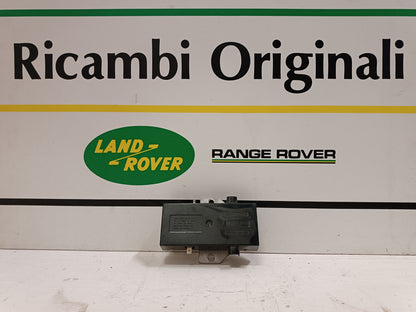 Ricambi Originali
LAND
ROVER
RANGE ROVER